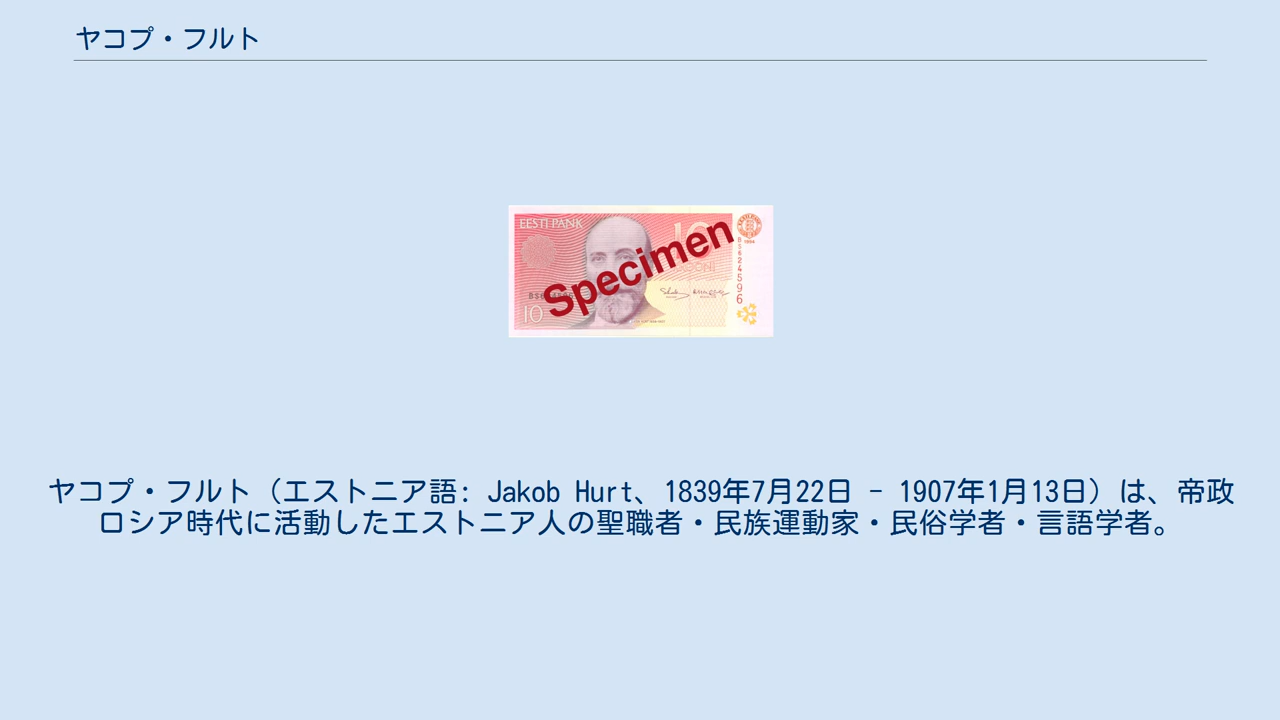 ヤコプ・フルト
EESTI PANK
10
Specimen
10
ヤコプ・フルト（エストニア語: Jakob Hurt、1839年7月22日 - 1907年1月13日）は、帝政
ロシア時代に活動したエストニア人の聖職者・民族運動家・民俗学者・言語学者。